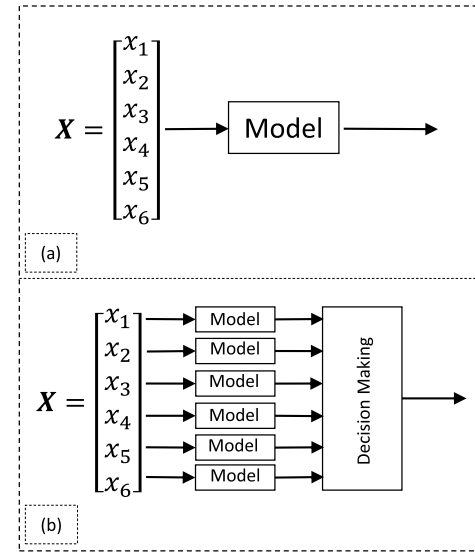 x₁
x₂
x₃
X = Model
x₄
x₅
x₆
(a)
x₁ Model
x₂ Model
x₃ Model
X = Decision Making
x₄ Model
x₅ Model
x₆ Model
(b)